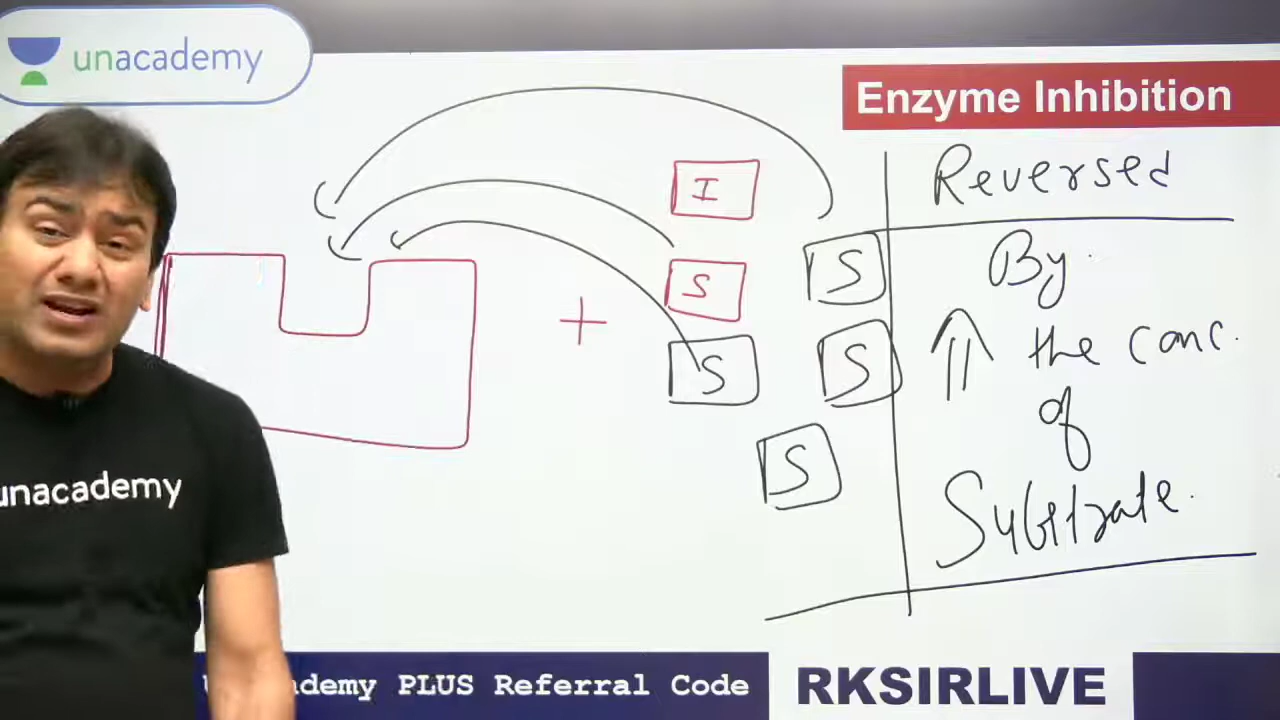 unacademy
Enzyme Inhibition
Reversed
I
S
S
By
+
S
S
⇑ the conc.
of
S
Substrate.
unacademy
demy PLUS Referral Code
RKSIRLIVE